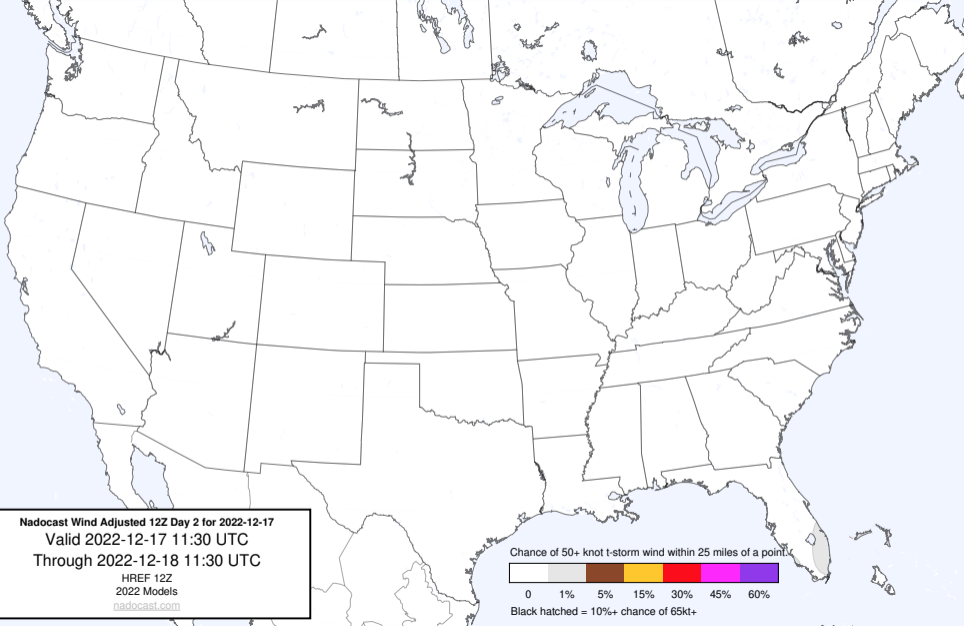 Nadocast Wind Adjusted 12Z Day 2 for 2022-12-17
Valid 2022-12-17 11:30 UTC
Through 2022-12-18 11:30 UTC
HREF 12Z
2022 Models
nadocast.com
Chance of 50+ knot t-storm wind within 25 miles of a point.
0 1% 5% 15% 30% 45% 60%
Black hatched = 10%+ chance of 65kt+